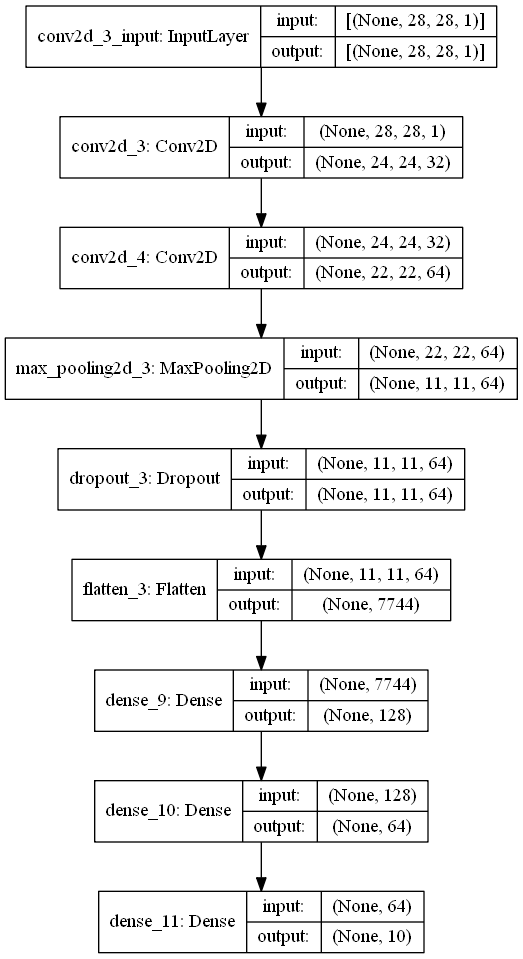 conv2d_3_input: InputLayer
input:
[(None, 28, 28, 1)]
output:
[(None, 28, 28, 1)]
conv2d_3: Conv2D
input:
(None, 28, 28, 1)
output:
(None, 24, 24, 32)
conv2d_4: Conv2D
input:
(None, 24, 24, 32)
output:
(None, 22, 22, 64)
max_pooling2d_3: MaxPooling2D
input:
(None, 22, 22, 64)
output:
(None, 11, 11, 64)
dropout_3: Dropout
input:
(None, 11, 11, 64)
output:
(None, 11, 11, 64)
flatten_3: Flatten
input:
(None, 11, 11, 64)
output:
(None, 7744)
dense_9: Dense
input:
(None, 7744)
output:
(None, 128)
dense_10: Dense
input:
(None, 128)
output:
(None, 64)
dense_11: Dense
input:
(None, 64)
output:
(None, 10)